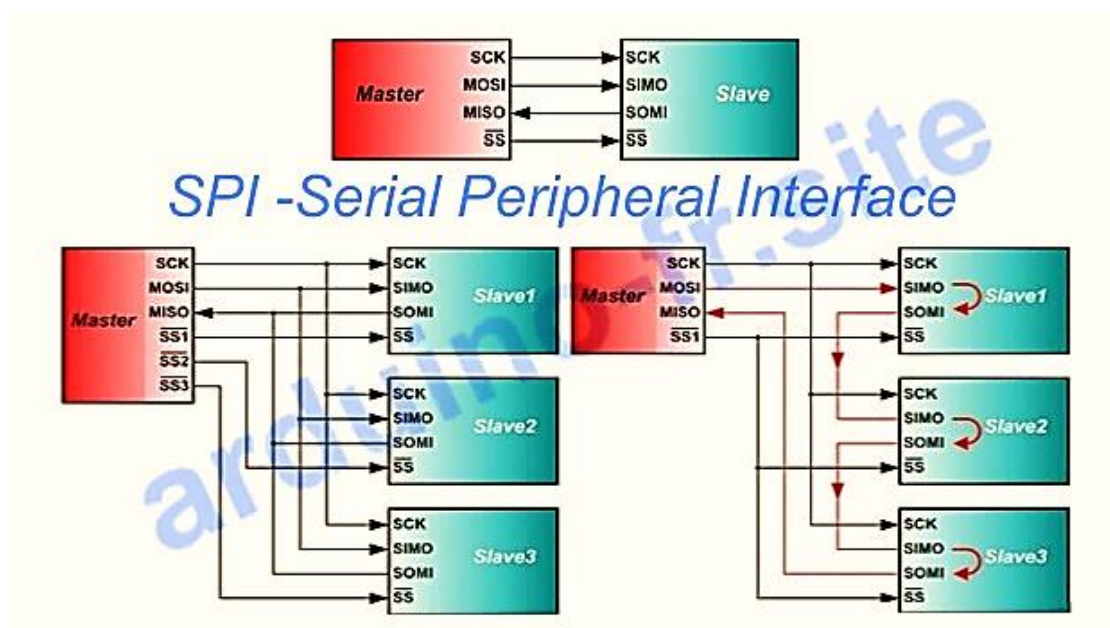 SCK
MOSI
Master
MISO
SS
SCK
SIMO
Slave
SOMI
SS
SPI -Serial Peripheral Interface
SCK
MOSI
Master
MISO
SS1
SS2
SS3
SCK
SIMO
Slave1
SOMI
SS
SCK
SIMO
Slave2
SOMI
SS
SCK
SIMO
Slave3
SOMI
SS
SCK
MOSI
Master
MISO
SS1
SCK
SIMO
Slave1
SOMI
SS
SCK
SIMO
Slave2
SOMI
SS
SCK
SIMO
Slave3
SOMI
SS
arduino-fr.site